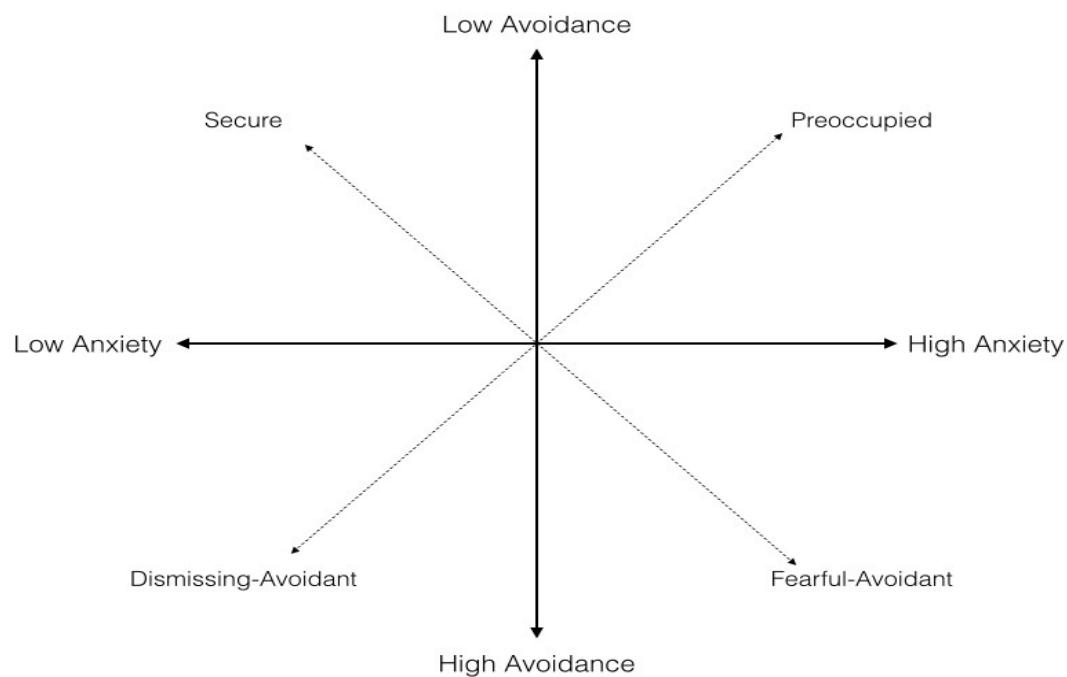 Low Avoidance
Secure
Preoccupied
Low Anxiety
High Anxiety
Dismissing-Avoidant
Fearful-Avoidant
High Avoidance